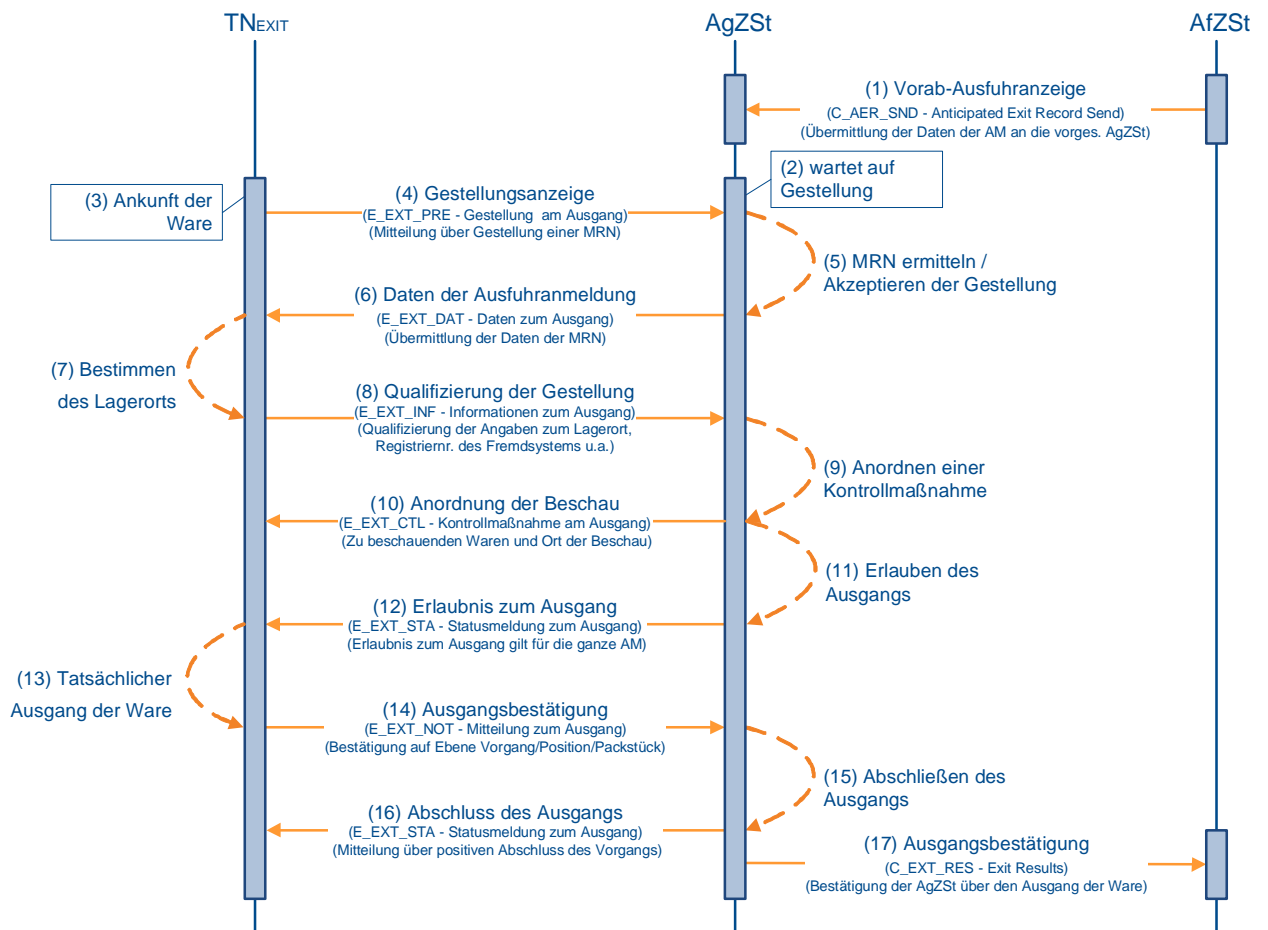 TNEXIT
AgZSt
AfZSt
(1) Vorab-Ausfuhranzeige
(C_AER_SND - Anticipated Exit Record Send)
(Übermittlung der Daten der AM an die vorges. AgZSt)
(2) wartet auf
Gestellung
(3) Ankunft der
Ware
(4) Gestellungsanzeige
(E_EXT_PRE - Gestellung am Ausgang)
(Mitteilung über Gestellung einer MRN)
(5) MRN ermitteln /
Akzeptieren der Gestellung
(6) Daten der Ausfuhranmeldung
(E_EXT_DAT - Daten zum Ausgang)
(Übermittlung der Daten der MRN)
(7) Bestimmen
des Lagerorts
(8) Qualifizierung der Gestellung
(E_EXT_INF - Informationen zum Ausgang)
(Qualifizierung der Angaben zum Lagerort,
Registriernr. des Fremdsystems u.a.)
(9) Anordnen einer
Kontrollmaßnahme
(10) Anordnung der Beschau
(E_EXT_CTL - Kontrollmaßnahme am Ausgang)
(Zu beschauenden Waren und Ort der Beschau)
(11) Erlauben des
Ausgangs
(12) Erlaubnis zum Ausgang
(E_EXT_STA - Statusmeldung zum Ausgang)
(Erlaubnis zum Ausgang gilt für die ganze AM)
(13) Tatsächlicher
Ausgang der Ware
(14) Ausgangsbestätigung
(E_EXT_NOT - Mitteilung zum Ausgang)
(Bestätigung auf Ebene Vorgang/Position/Packstück)
(15) Abschließen des
Ausgangs
(16) Abschluss des Ausgangs
(E_EXT_STA - Statusmeldung zum Ausgang)
(Mitteilung über positiven Abschluss des Vorgangs)
(17) Ausgangsbestätigung
(C_EXT_RES - Exit Results)
(Bestätigung der AgZSt über den Ausgang der Ware)